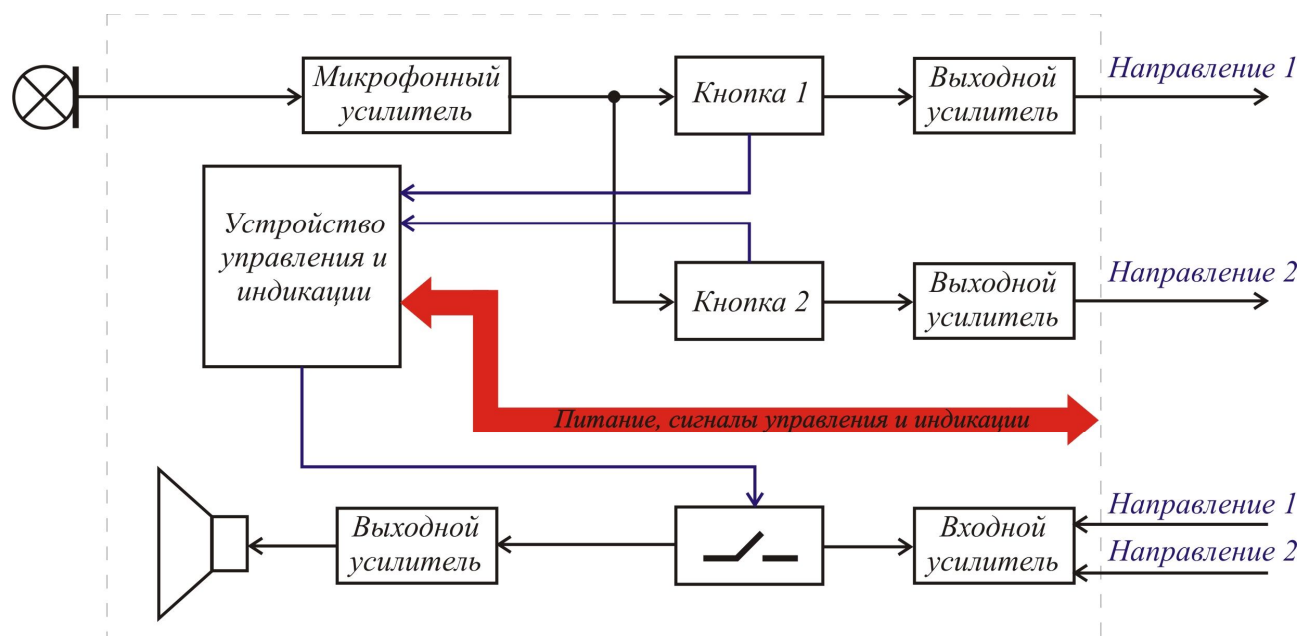 Микрофонный
усилитель
Кнопка 1
Выходной
усилитель
Направление 1
Устройство
управления и
индикации
Кнопка 2
Выходной
усилитель
Направление 2
Питание, сигналы управления и индикации
Выходной
усилитель
Входной
усилитель
Направление 1
Направление 2